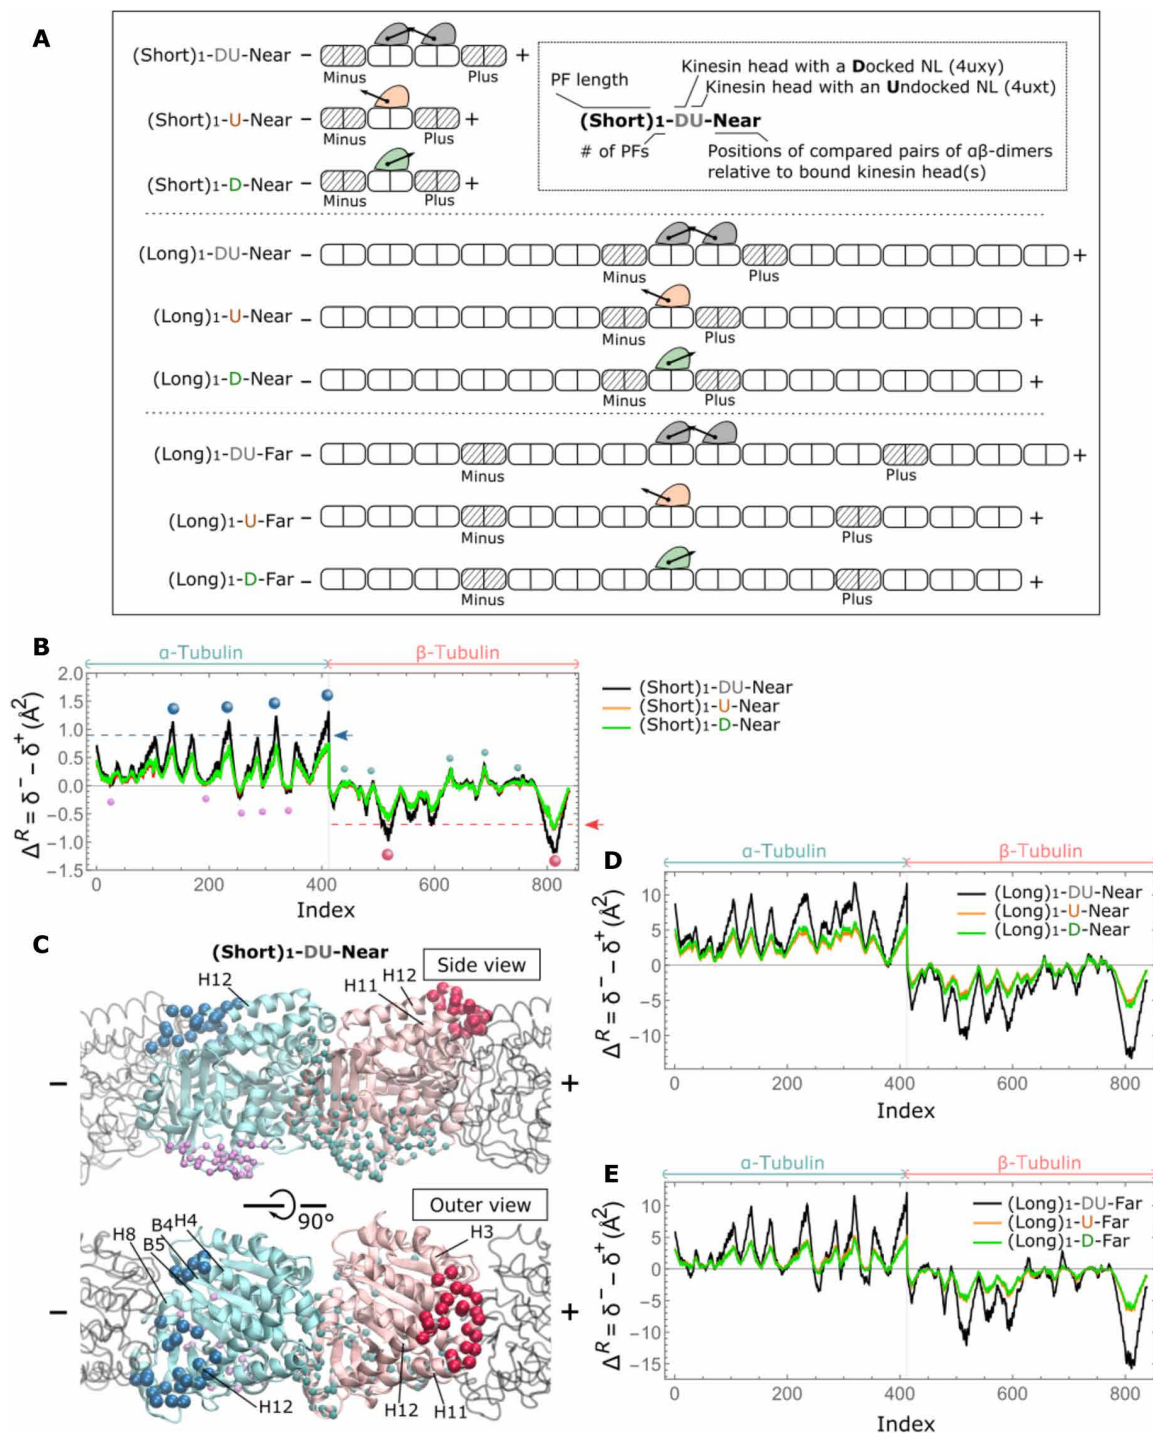 A
(Short)1-DU-Near
−
+
Minus
Plus
(Short)1-U-Near
−
+
Minus
Plus
(Short)1-D-Near
−
+
Minus
Plus
PF length
Kinesin head with a Docked NL (4uxy)
Kinesin head with an Undocked NL (4uxt)
(Short)1-DU-Near
# of PFs
Positions of compared pairs of αβ-dimers
relative to bound kinesin head(s)
(Long)1-DU-Near
−
+
Minus
Plus
(Long)1-U-Near
−
+
Minus
Plus
(Long)1-D-Near
−
+
Minus
Plus
(Long)1-DU-Far
−
+
Minus
Plus
(Long)1-U-Far
−
+
Minus
Plus
(Long)1-D-Far
−
+
Minus
Plus
B
α-Tubulin
β-Tubulin
2.0
1.5
1.0
0.5
0.0
−0.5
−1.0
−1.5
Δᴿ = δ⁻ − δ⁺ (Å²)
0
200
400
600
800
Index
(Short)1-DU-Near
(Short)1-U-Near
(Short)1-D-Near
C
(Short)1-DU-Near
Side view
H12
H11
H12
−
+
90°
Outer view
H8
B5
B4
H4
H3
−
+
H12
H12
H11
D
α-Tubulin
β-Tubulin
10
5
0
−5
−10
Δᴿ = δ⁻ − δ⁺ (Å²)
0
200
400
600
800
Index
(Long)1-DU-Near
(Long)1-U-Near
(Long)1-D-Near
E
α-Tubulin
β-Tubulin
10
5
0
−5
−10
−15
Δᴿ = δ⁻ − δ⁺ (Å²)
0
200
400
600
800
Index
(Long)1-DU-Far
(Long)1-U-Far
(Long)1-D-Far